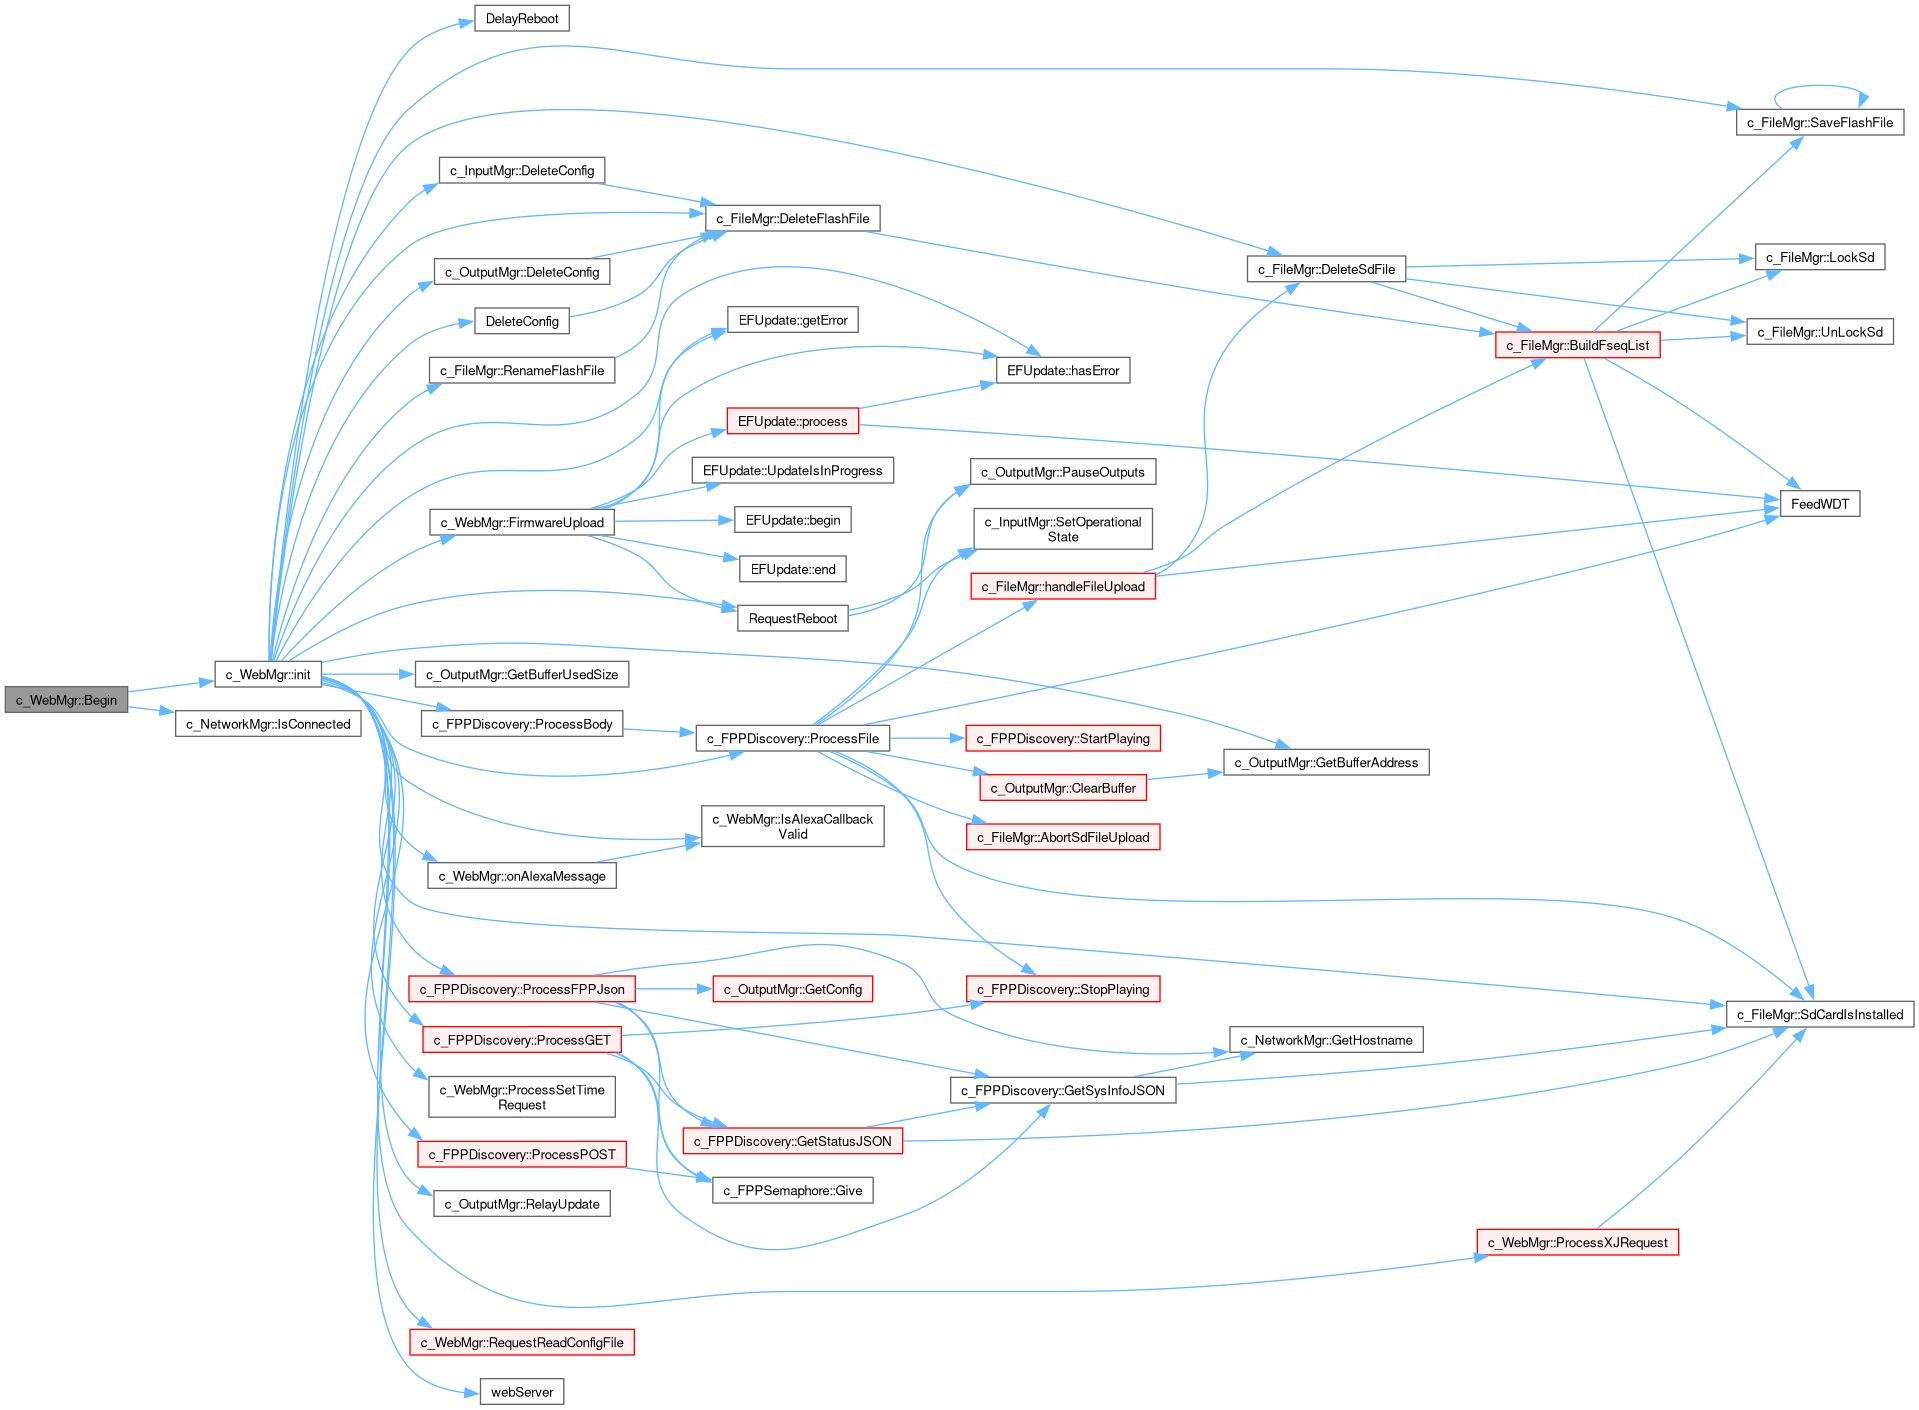 DelayReboot
c_FileMgr::SaveFlashFile
c_InputMgr::DeleteConfig
c_FileMgr::DeleteFlashFile
c_OutputMgr::DeleteConfig
c_FileMgr::DeleteSdFile
c_FileMgr::LockSd
DeleteConfig
EFUpdate::getError
c_FileMgr::BuildFseqList
c_FileMgr::UnLockSd
c_FileMgr::RenameFlashFile
EFUpdate::hasError
EFUpdate::process
EFUpdate::UpdateIsInProgress
c_OutputMgr::PauseOutputs
FeedWDT
c_WebMgr::FirmwareUpload
EFUpdate::begin
c_InputMgr::SetOperational
State
EFUpdate::end
c_FileMgr::handleFileUpload
RequestReboot
c_WebMgr::init
c_OutputMgr::GetBufferUsedSize
c_WebMgr::Begin
c_NetworkMgr::IsConnected
c_FPPDiscovery::ProcessBody
c_FPPDiscovery::ProcessFile
c_FPPDiscovery::StartPlaying
c_OutputMgr::GetBufferAddress
c_OutputMgr::ClearBuffer
c_WebMgr::IsAlexaCallback
Valid
c_FileMgr::AbortSdFileUpload
c_WebMgr::onAlexaMessage
c_FPPDiscovery::ProcessFPPJson
c_OutputMgr::GetConfig
c_FPPDiscovery::StopPlaying
c_FileMgr::SdCardIsInstalled
c_FPPDiscovery::ProcessGET
c_NetworkMgr::GetHostname
c_WebMgr::ProcessSetTime
Request
c_FPPDiscovery::GetSysInfoJSON
c_FPPDiscovery::GetStatusJSON
c_FPPDiscovery::ProcessPOST
c_FPPSemaphore::Give
c_OutputMgr::RelayUpdate
c_WebMgr::ProcessXJRequest
c_WebMgr::RequestReadConfigFile
webServer